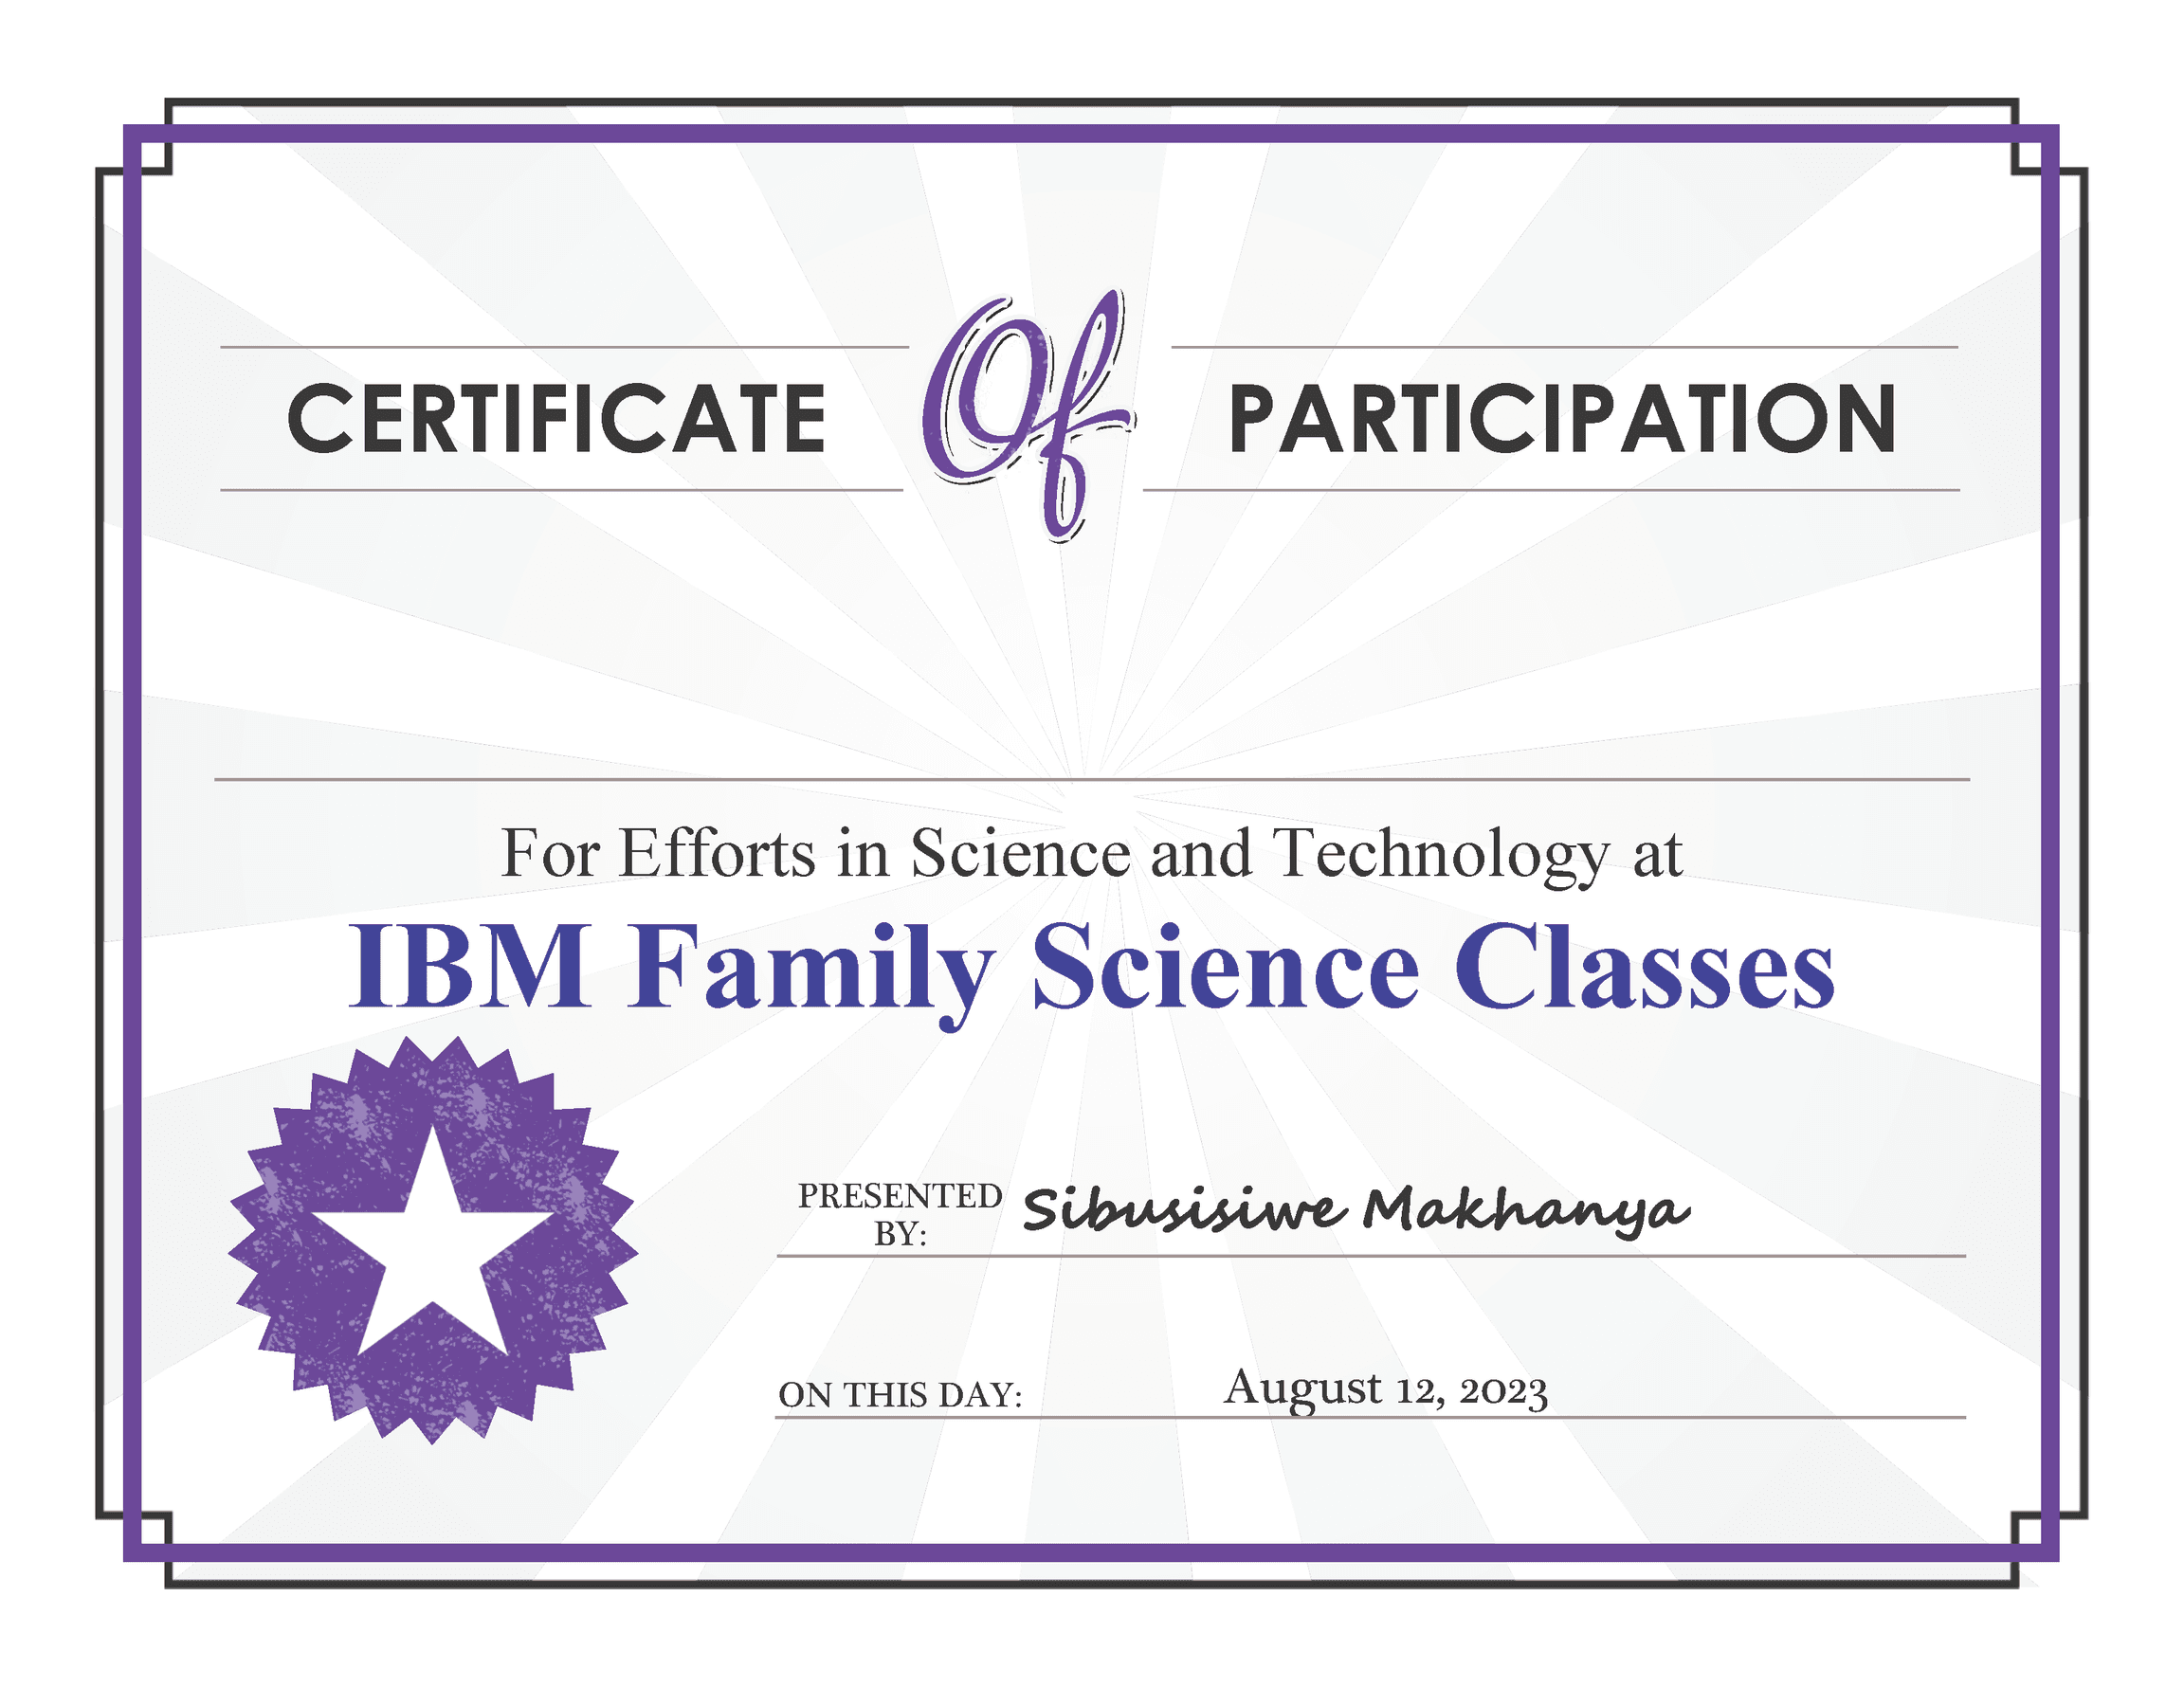 CERTIFICATE Of PARTICIPATION
For Efforts in Science and Technology at
IBM Family Science Classes
PRESENTED
BY: Sibusisiwe Makhanya
ON THIS DAY: August 12, 2023